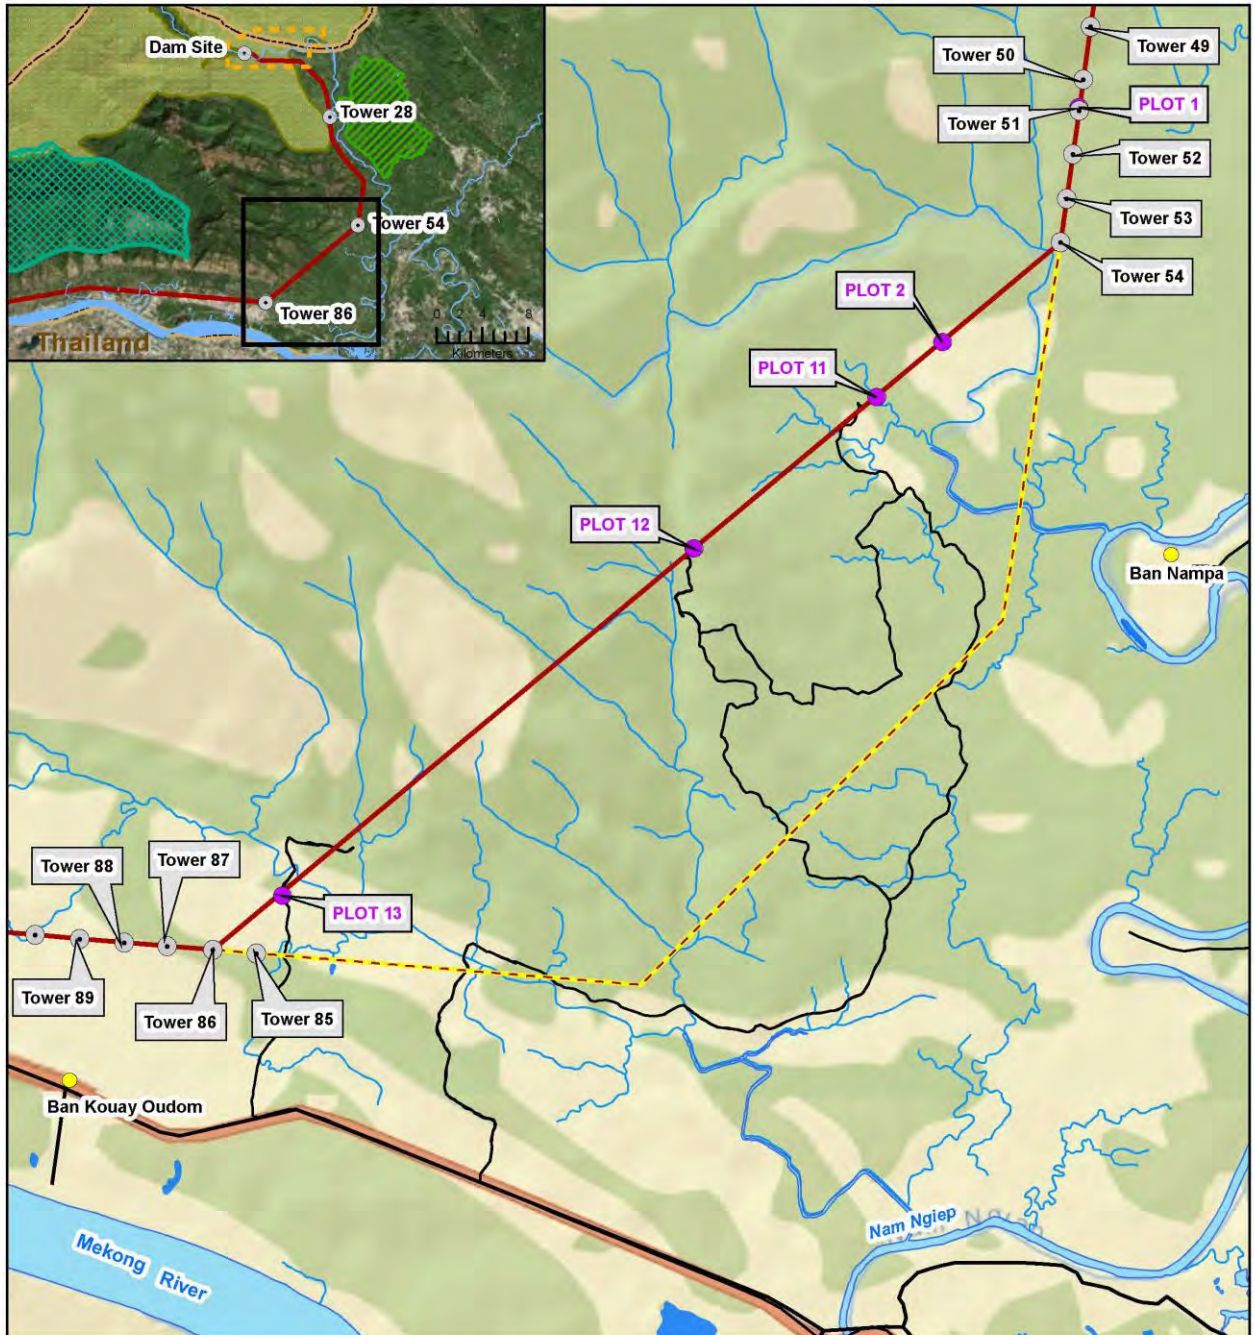 Dam Site
Tower 28
Tower 54
Tower 86
Thailand
0 2 4 8
Kilometers
Tower 49
Tower 50
PLOT 1
Tower 51
Tower 52
Tower 53
Tower 54
PLOT 2
PLOT 11
PLOT 12
Ban Nampa
Tower 88
Tower 87
PLOT 13
Tower 89
Tower 86
Tower 85
Ban Kouay Oudom
Mekong River
Nam Ngiep